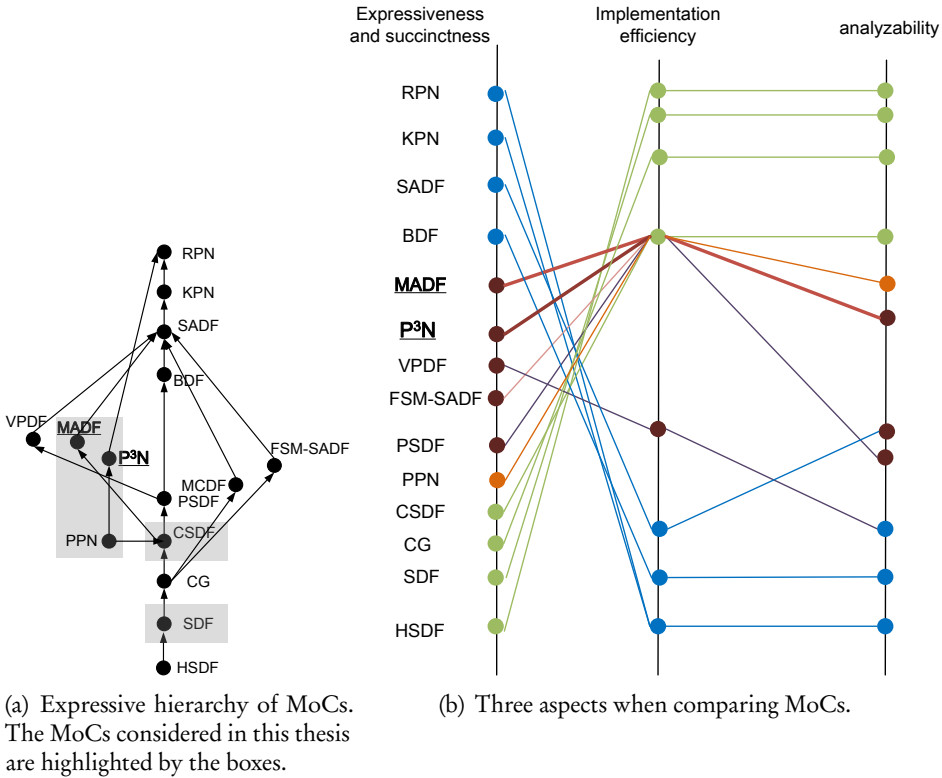 RPN
KPN
SADF
BDF
VPDF
MADF
P³N
FSM-SADF
MCDF
PSDF
CSDF
PPN
CG
SDF
HSDF
(a) Expressive hierarchy of MoCs.
The MoCs considered in this thesis
are highlighted by the boxes.
Expressiveness
and succinctness
Implementation
efficiency
analyzability
RPN
KPN
SADF
BDF
MADF
P³N
VPDF
FSM-SADF
PSDF
PPN
CSDF
CG
SDF
HSDF
(b) Three aspects when comparing MoCs.